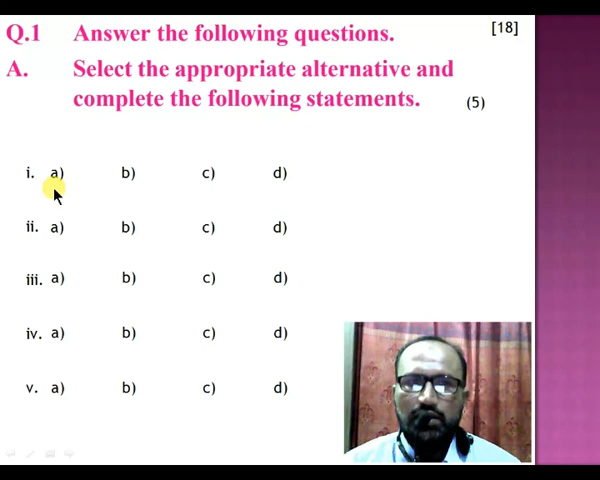 Q.1 Answer the following questions. [18]
A. Select the appropriate alternative and
complete the following statements. (5)
i. a) b) c) d)
ii. a) b) c) d)
iii. a) b) c) d)
iv. a) b) c) d)
v. a) b) c) d)